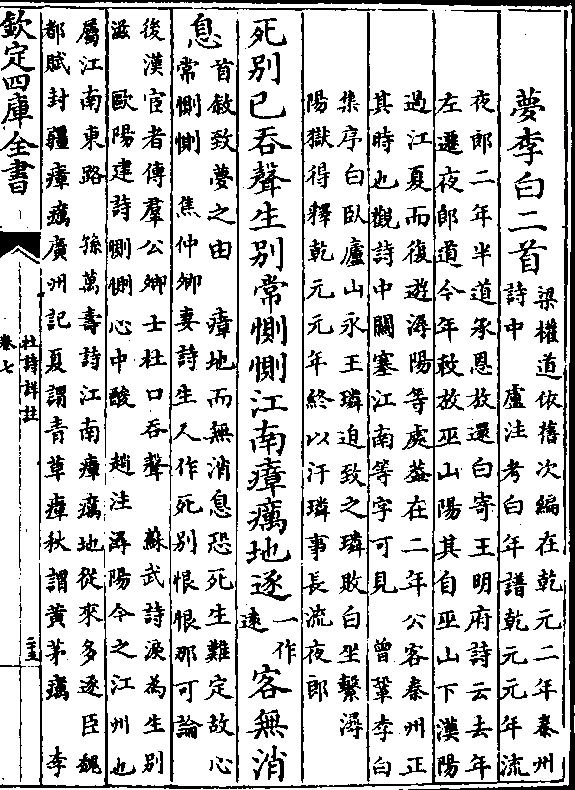 夢李白二首
梁權道依舊次編在乾元二年秦州
詩中　盧注考白年譜乾元元年流
夜郎二年半道承恩放還白寄王明府詩云去年
左遷夜郎道今年敕放巫山陽其自巫山下漢陽
過江夏而復遊潯陽等處葢在二年公客秦州正
其時也觀詩中關塞江南等字可見　曾鞏李白
集序白臥廬山永王璘迫致之璘敗白坐繫潯
陽獄得釋乾元元年終以汙璘事長流夜郎
死別已吞聲生別常惻惻江南瘴癘地逐一作遠客無消
息
首敘致夢之由　瘴地而無消息恐死生難定故心
常惻惻　焦仲卿妻詩生人作死別恨恨那可論
後漢宦者傳羣公卿士杜口吞聲　蘇武詩淚為生別
滋　歐陽建詩惻惻心中酸　趙注潯陽今之江州也
屬江南東路　孫萬壽詩江南瘴癘地從來多逐臣魏
都賦封疆瘴癘廣州記夏謂青草瘴秋謂黃茅癘　李
欽定四庫全書
杜詩詳註
卷七